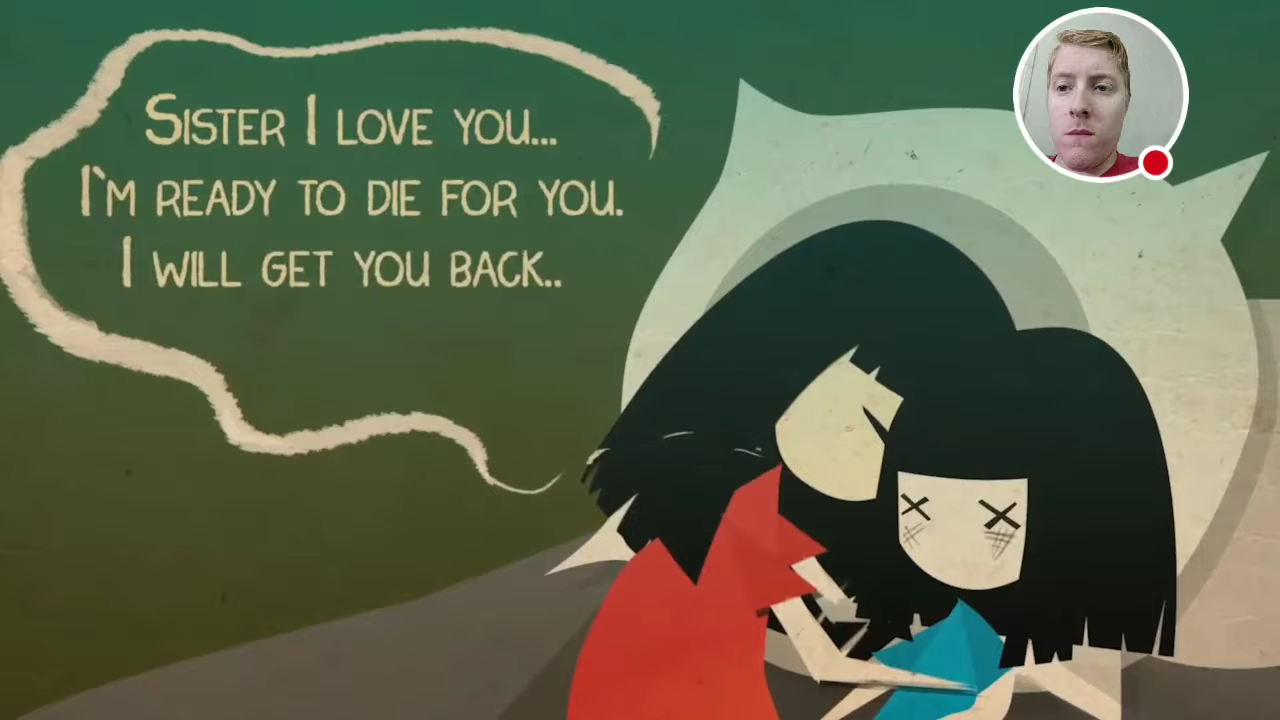 SISTER I LOVE YOU...
I`M READY TO DIE FOR YOU.
I WILL GET YOU BACK..